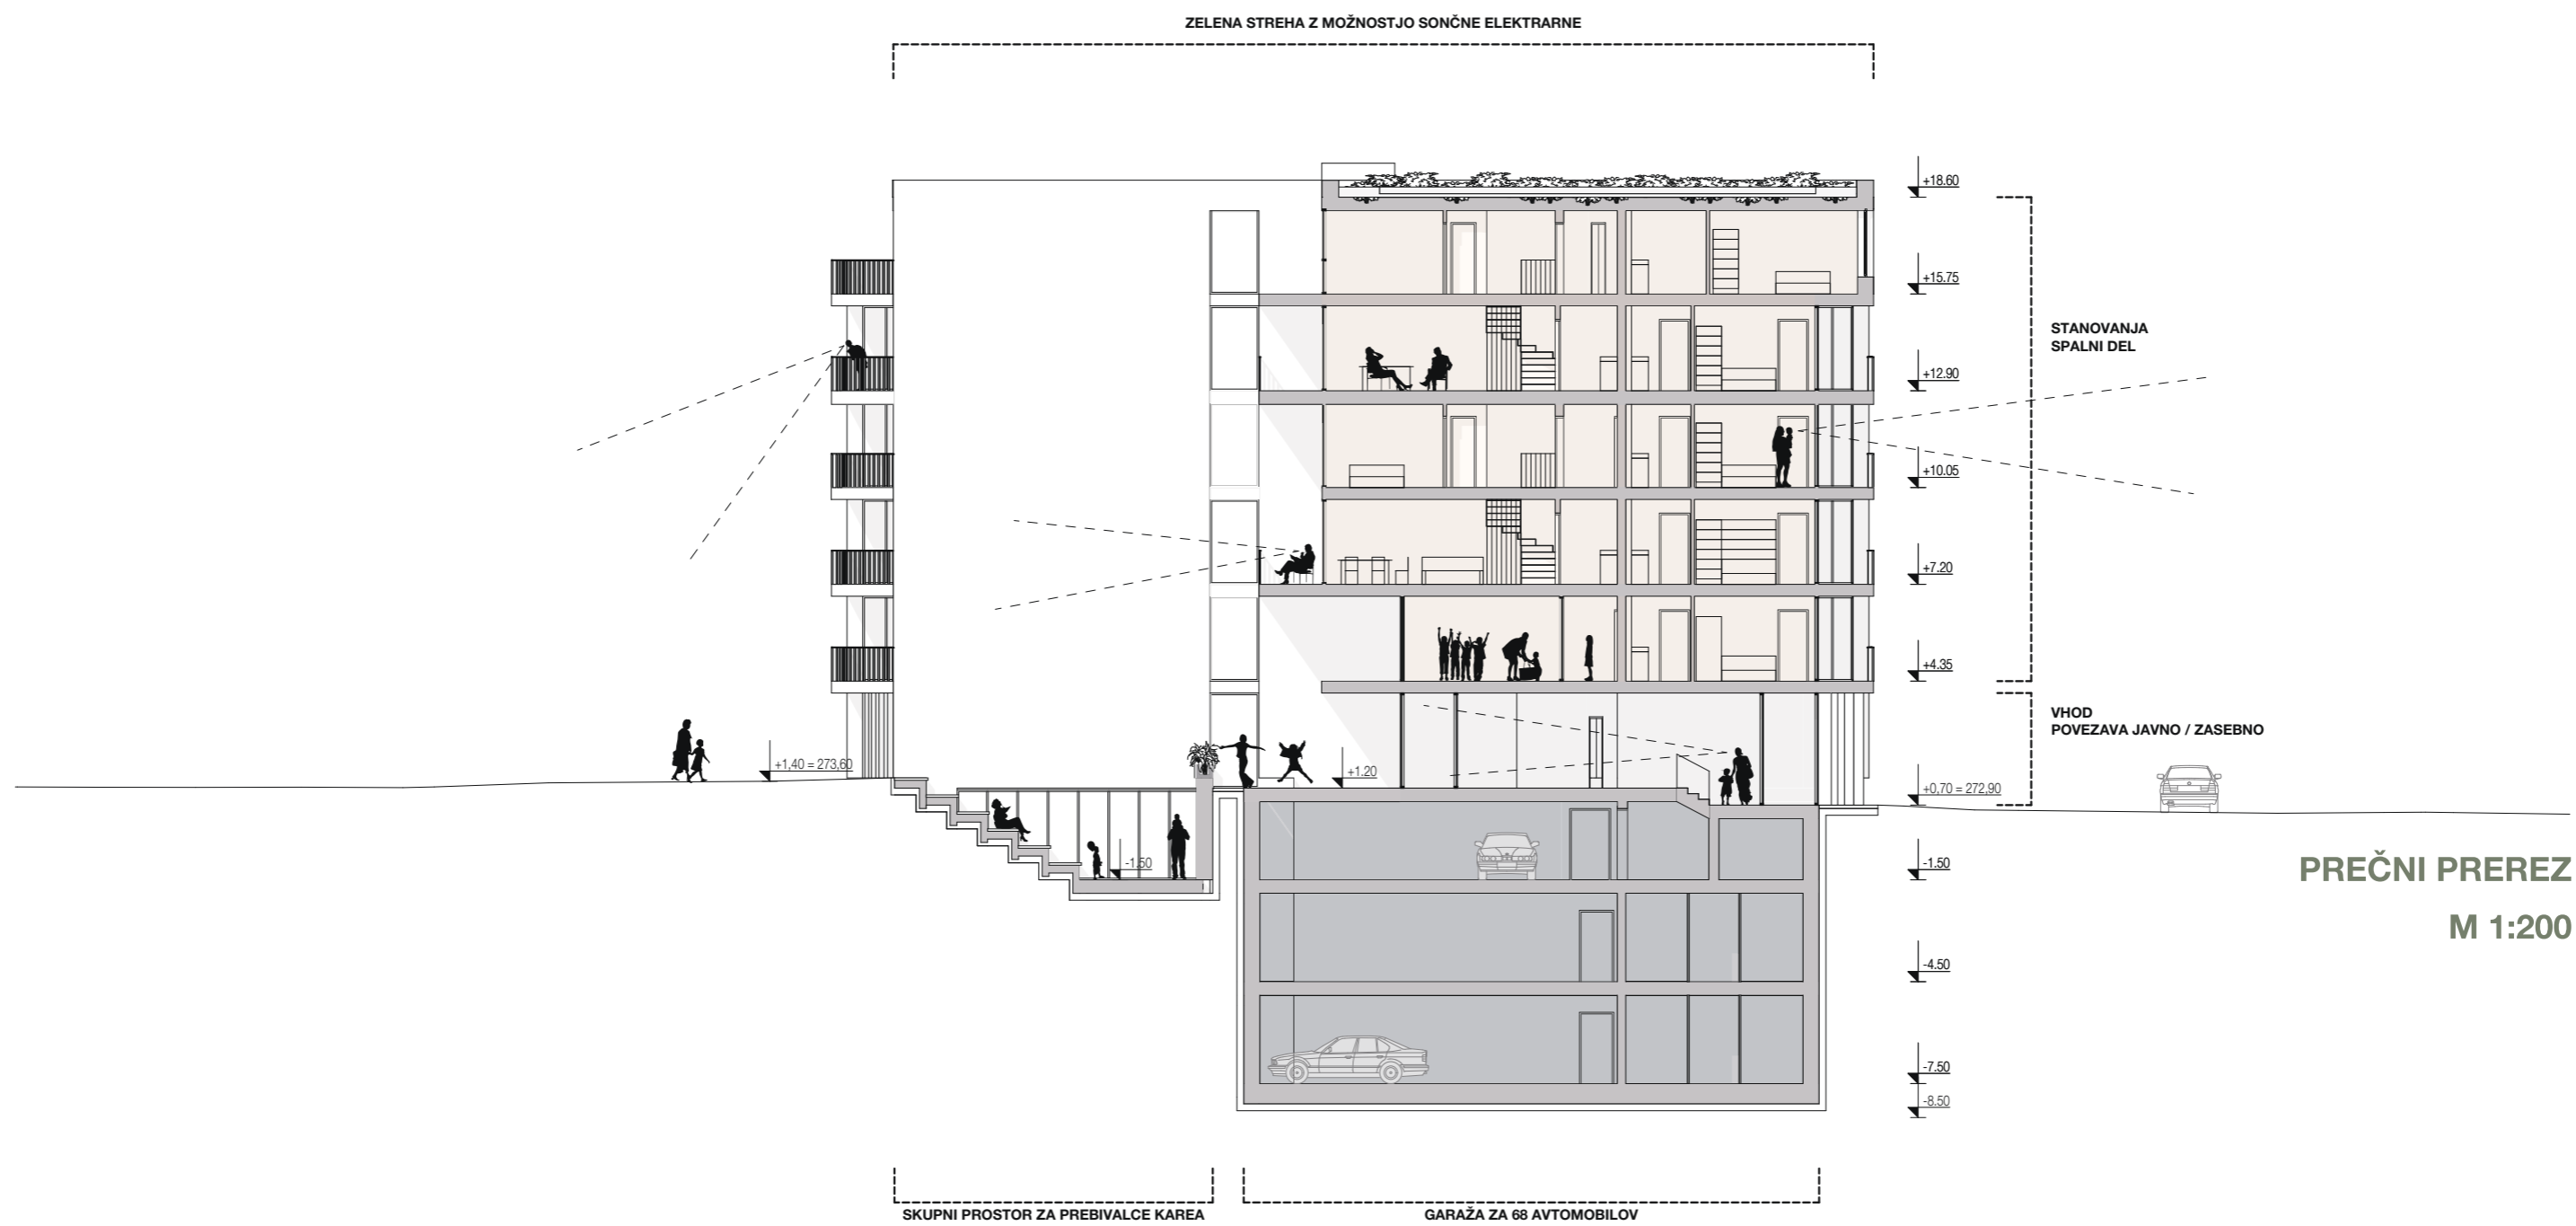 ZELENA STREHA Z MOŽNOSTJO SONČNE ELEKTRARNE
+18.60
+15.75
STANOVANJA
SPALNI DEL
+12.90
+10.05
+7.20
+4.35
VHOD
POVEZAVA JAVNO / ZASEBNO
+1,40 = 273,60
+1.20
+0,70 = 272,90
-1.50
-1.50
PREČNI PREREZ
M 1:200
-4.50
-7.50
-8.50
SKUPNI PROSTOR ZA PREBIVALCE KAREA
GARAŽA ZA 68 AVTOMOBILOV